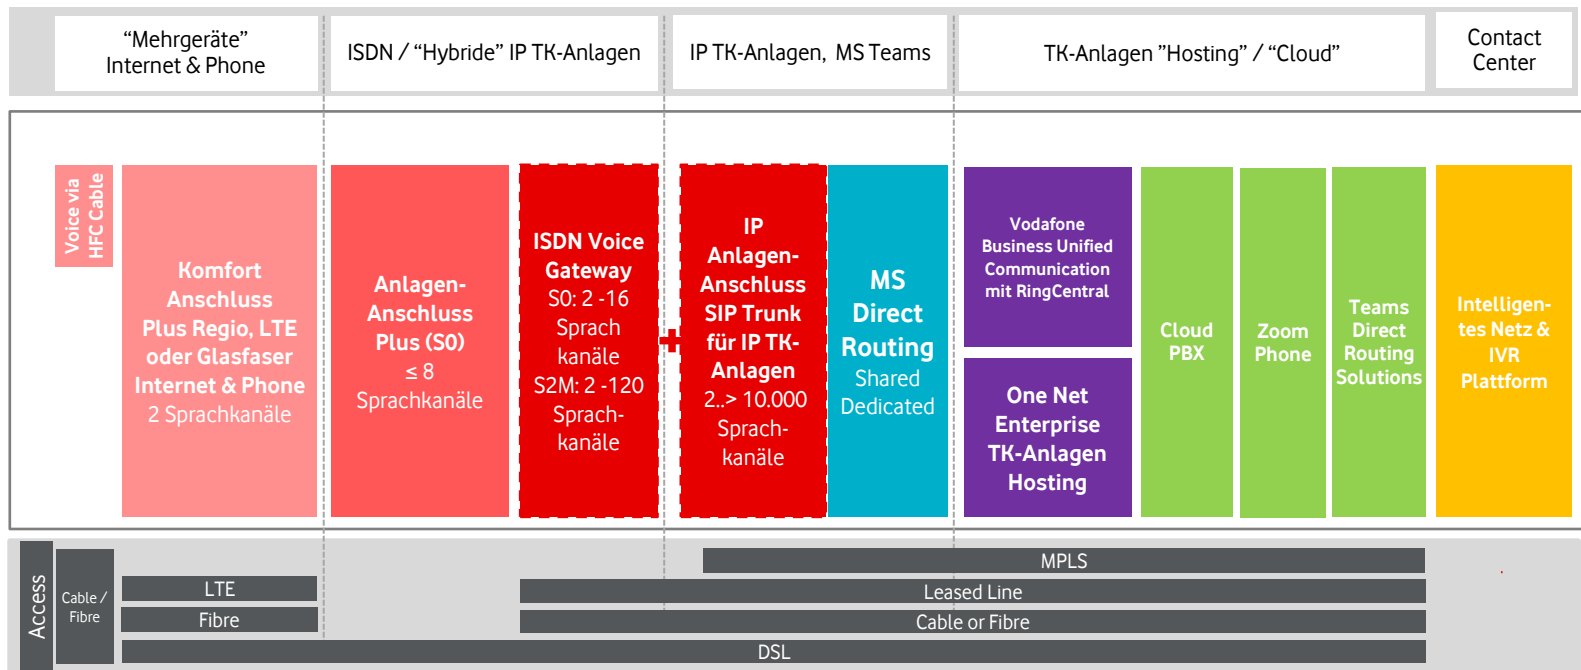 “Mehrgeräte”
Internet & Phone
ISDN / “Hybride” IP TK-Anlagen
IP TK-Anlagen, MS Teams
TK-Anlagen ”Hosting” / “Cloud”
Contact
Center
Voice via
HFC Cable
Komfort
Anschluss
Plus Regio, LTE
oder Glasfaser
Internet & Phone
2 Sprachkanäle
Anlagen-
Anschluss
Plus (S0)
≤ 8
Sprachkanäle
ISDN Voice
Gateway
S0: 2 -16
Sprach
kanäle
S2M: 2 -120
Sprach-
kanäle
+
IP
Anlagen-
Anschluss
SIP Trunk
für IP TK-
Anlagen
2..> 10.000
Sprach-
kanäle
MS
Direct
Routing
Shared
Dedicated
Vodafone
Business Unified
Communication
mit RingCentral
One Net
Enterprise
TK-Anlagen
Hosting
Cloud
PBX
Zoom
Phone
Teams
Direct
Routing
Solutions
Intelligen-
tes Netz &
IVR
Plattform
Access
Cable /
Fibre
MPLS
LTE
Leased Line
Fibre
Cable or Fibre
DSL